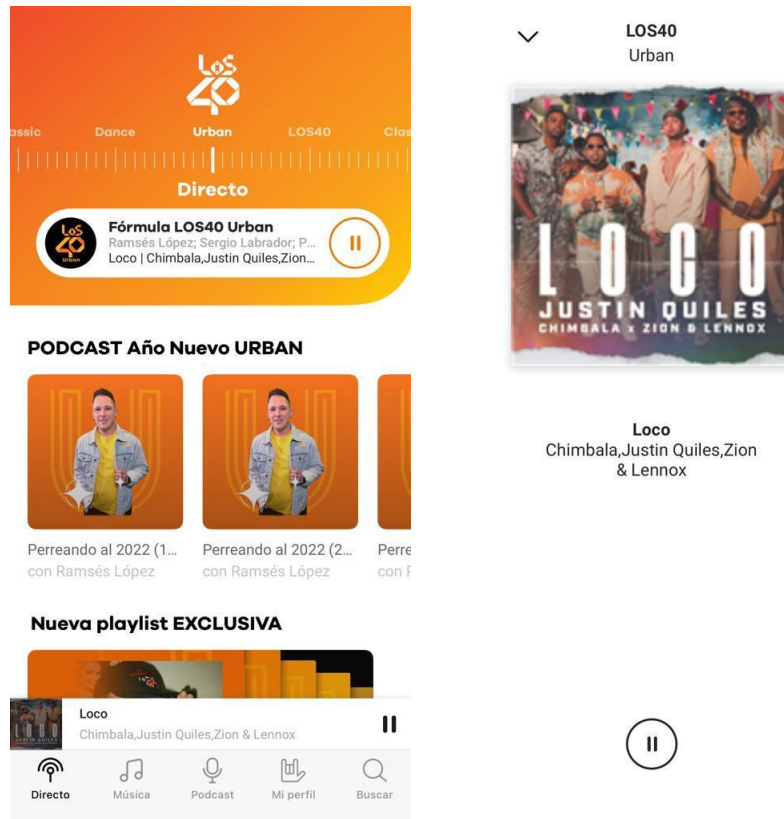 LOS
40
assic Dance Urban LOS40 Clas
Directo
LOS
40
Urban
Fórmula LOS40 Urban
Ramsés López; Sergio Labrador; P...
Loco | Chimbala,Justin Quiles,Zion...
PODCAST Año Nuevo URBAN
Perreando al 2022 (1... Perreando al 2022 (2... Perre
con Ramsés López con Ramsés López con R
Nueva playlist EXCLUSIVA
Loco
Chimbala,Justin Quiles,Zion & Lennox
Directo Música Podcast Mi perfil Buscar
LOS40
Urban
LOCO
JUSTIN QUILES
CHIMBALA x ZION & LENNOX
Loco
Chimbala,Justin Quiles,Zion
& Lennox